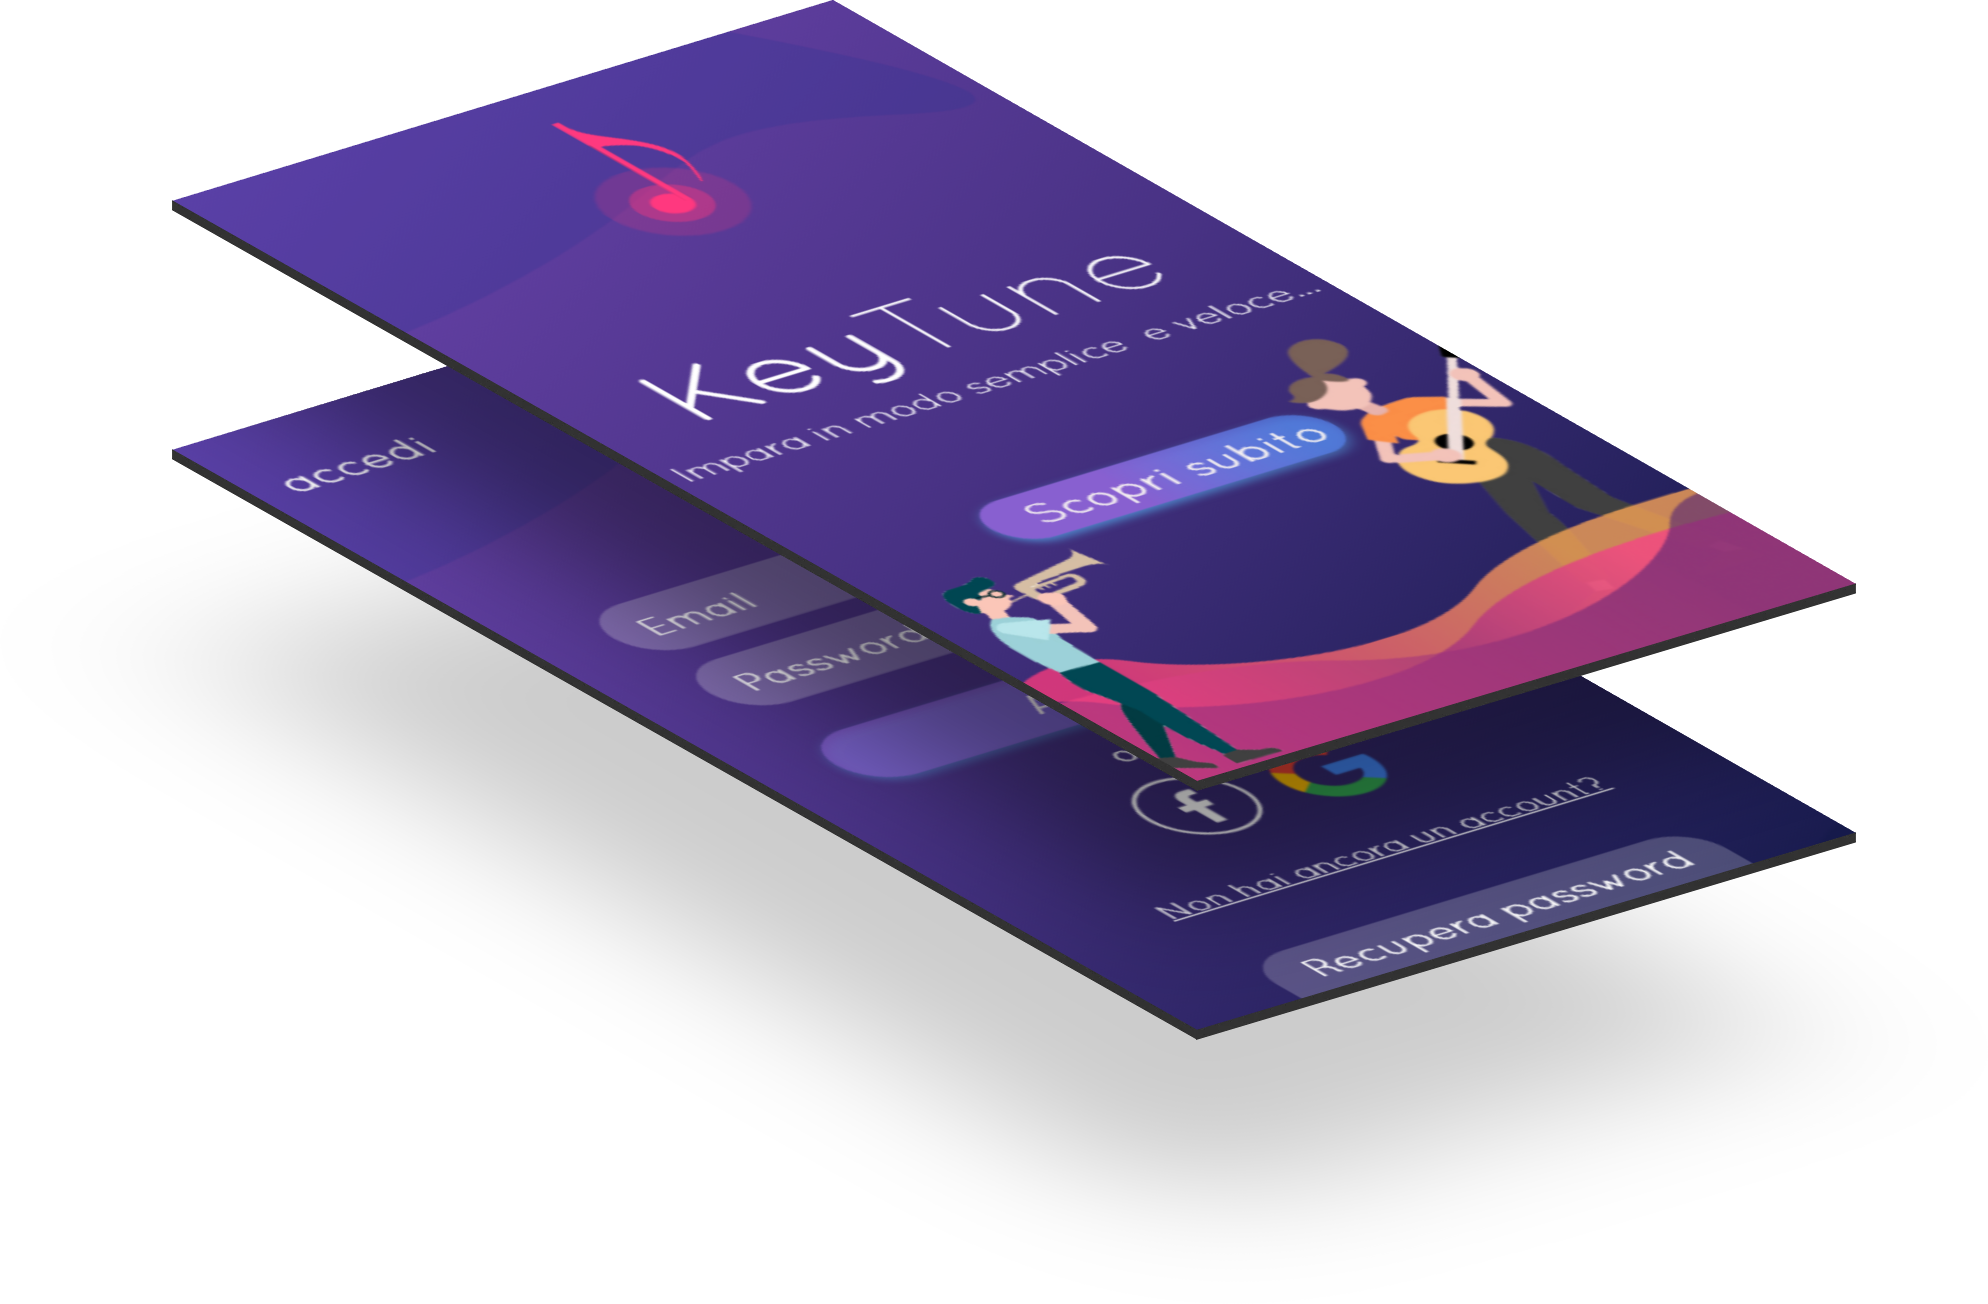 KeyTune
Impara in modo semplice e veloce...
Scopri subito
accedi
Email
Password
Non hai ancora un account?
Recupera password